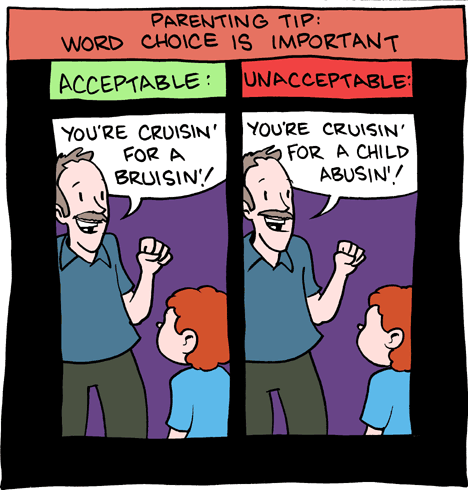 PARENTING TIP:
WORD CHOICE IS IMPORTANT
ACCEPTABLE:
YOU'RE CRUISIN'
FOR A
BRUISIN'!
UNACCEPTABLE:
YOU'RE CRUISIN'
FOR A CHILD
ABUSIN'!